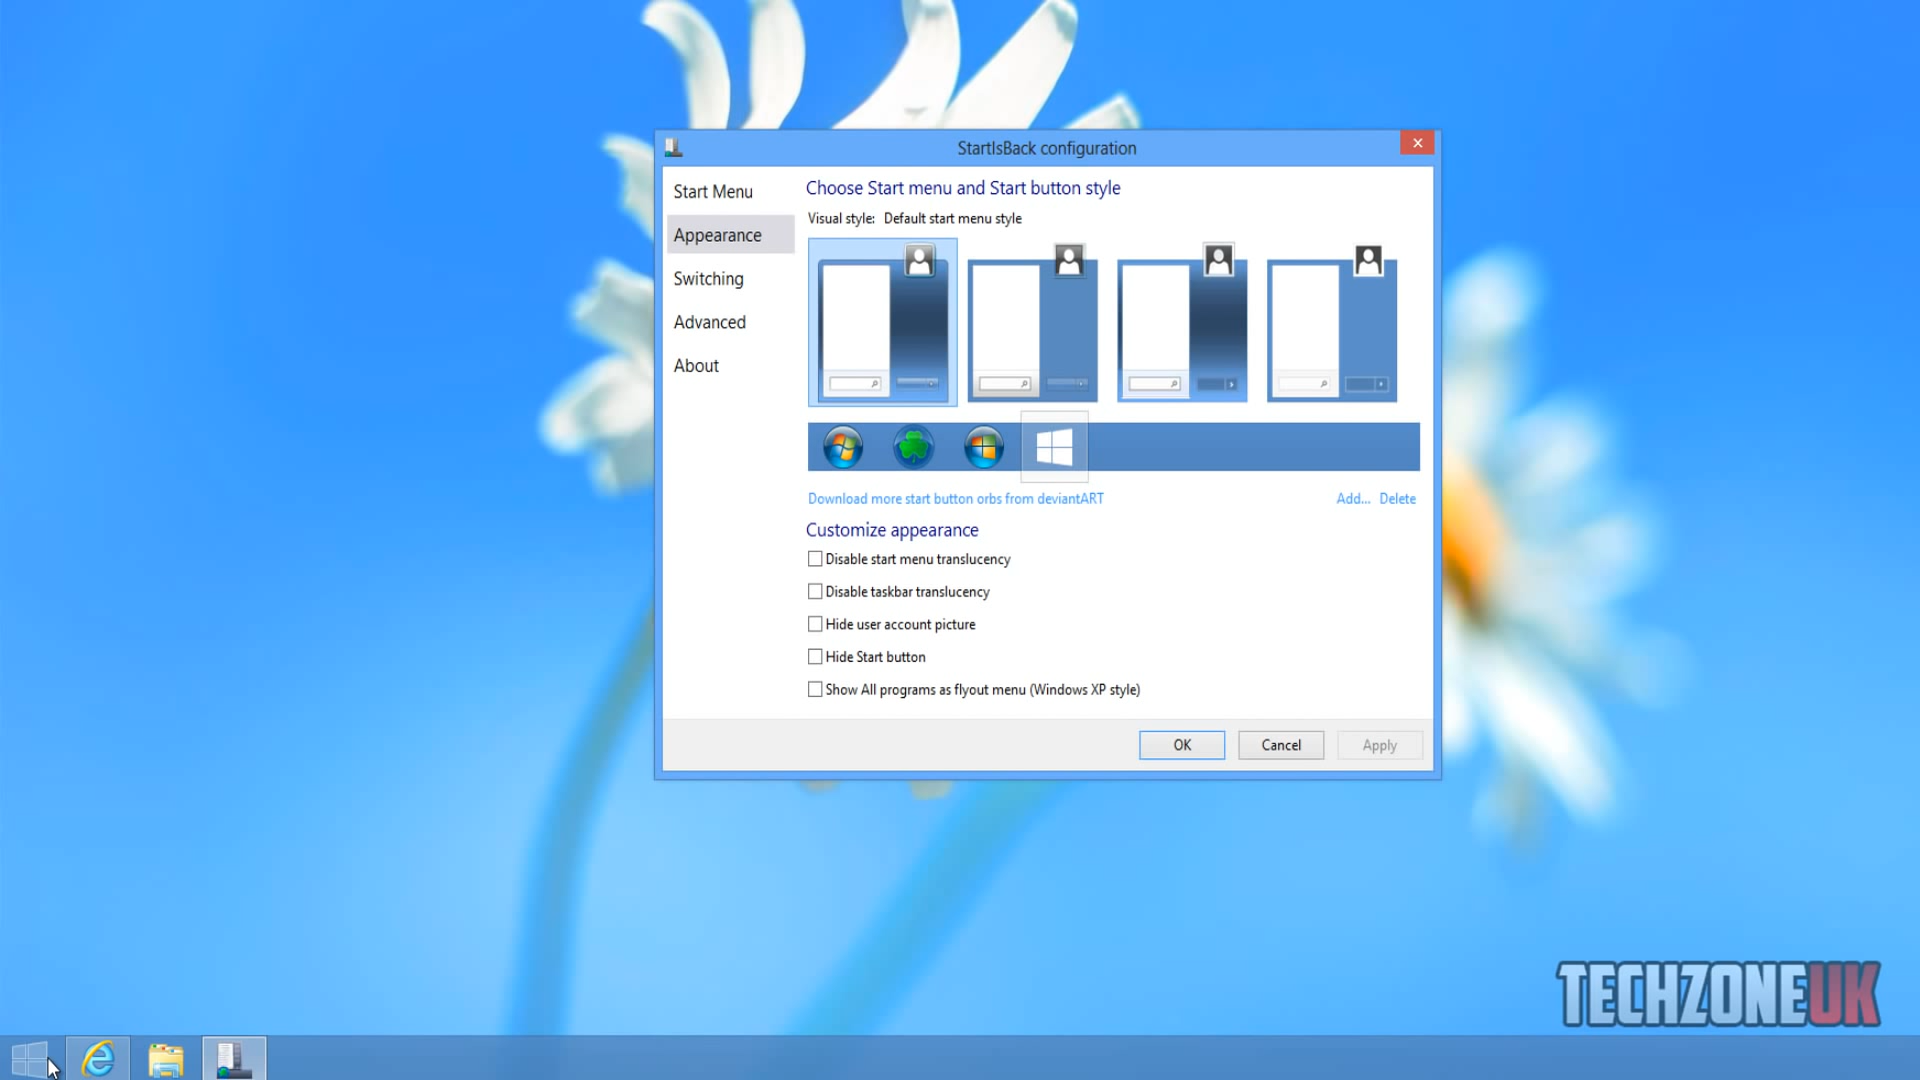 StartIsBack configuration
Start Menu
Appearance
Switching
Advanced
About
Choose Start menu and Start button style
Visual style: Default start menu style
Download more start button orbs from deviantART
Add... Delete
Customize appearance
Disable start menu translucency
Disable taskbar translucency
Hide user account picture
Hide Start button
Show All programs as flyout menu (Windows XP style)
OK Cancel Apply
TECHZONEUK